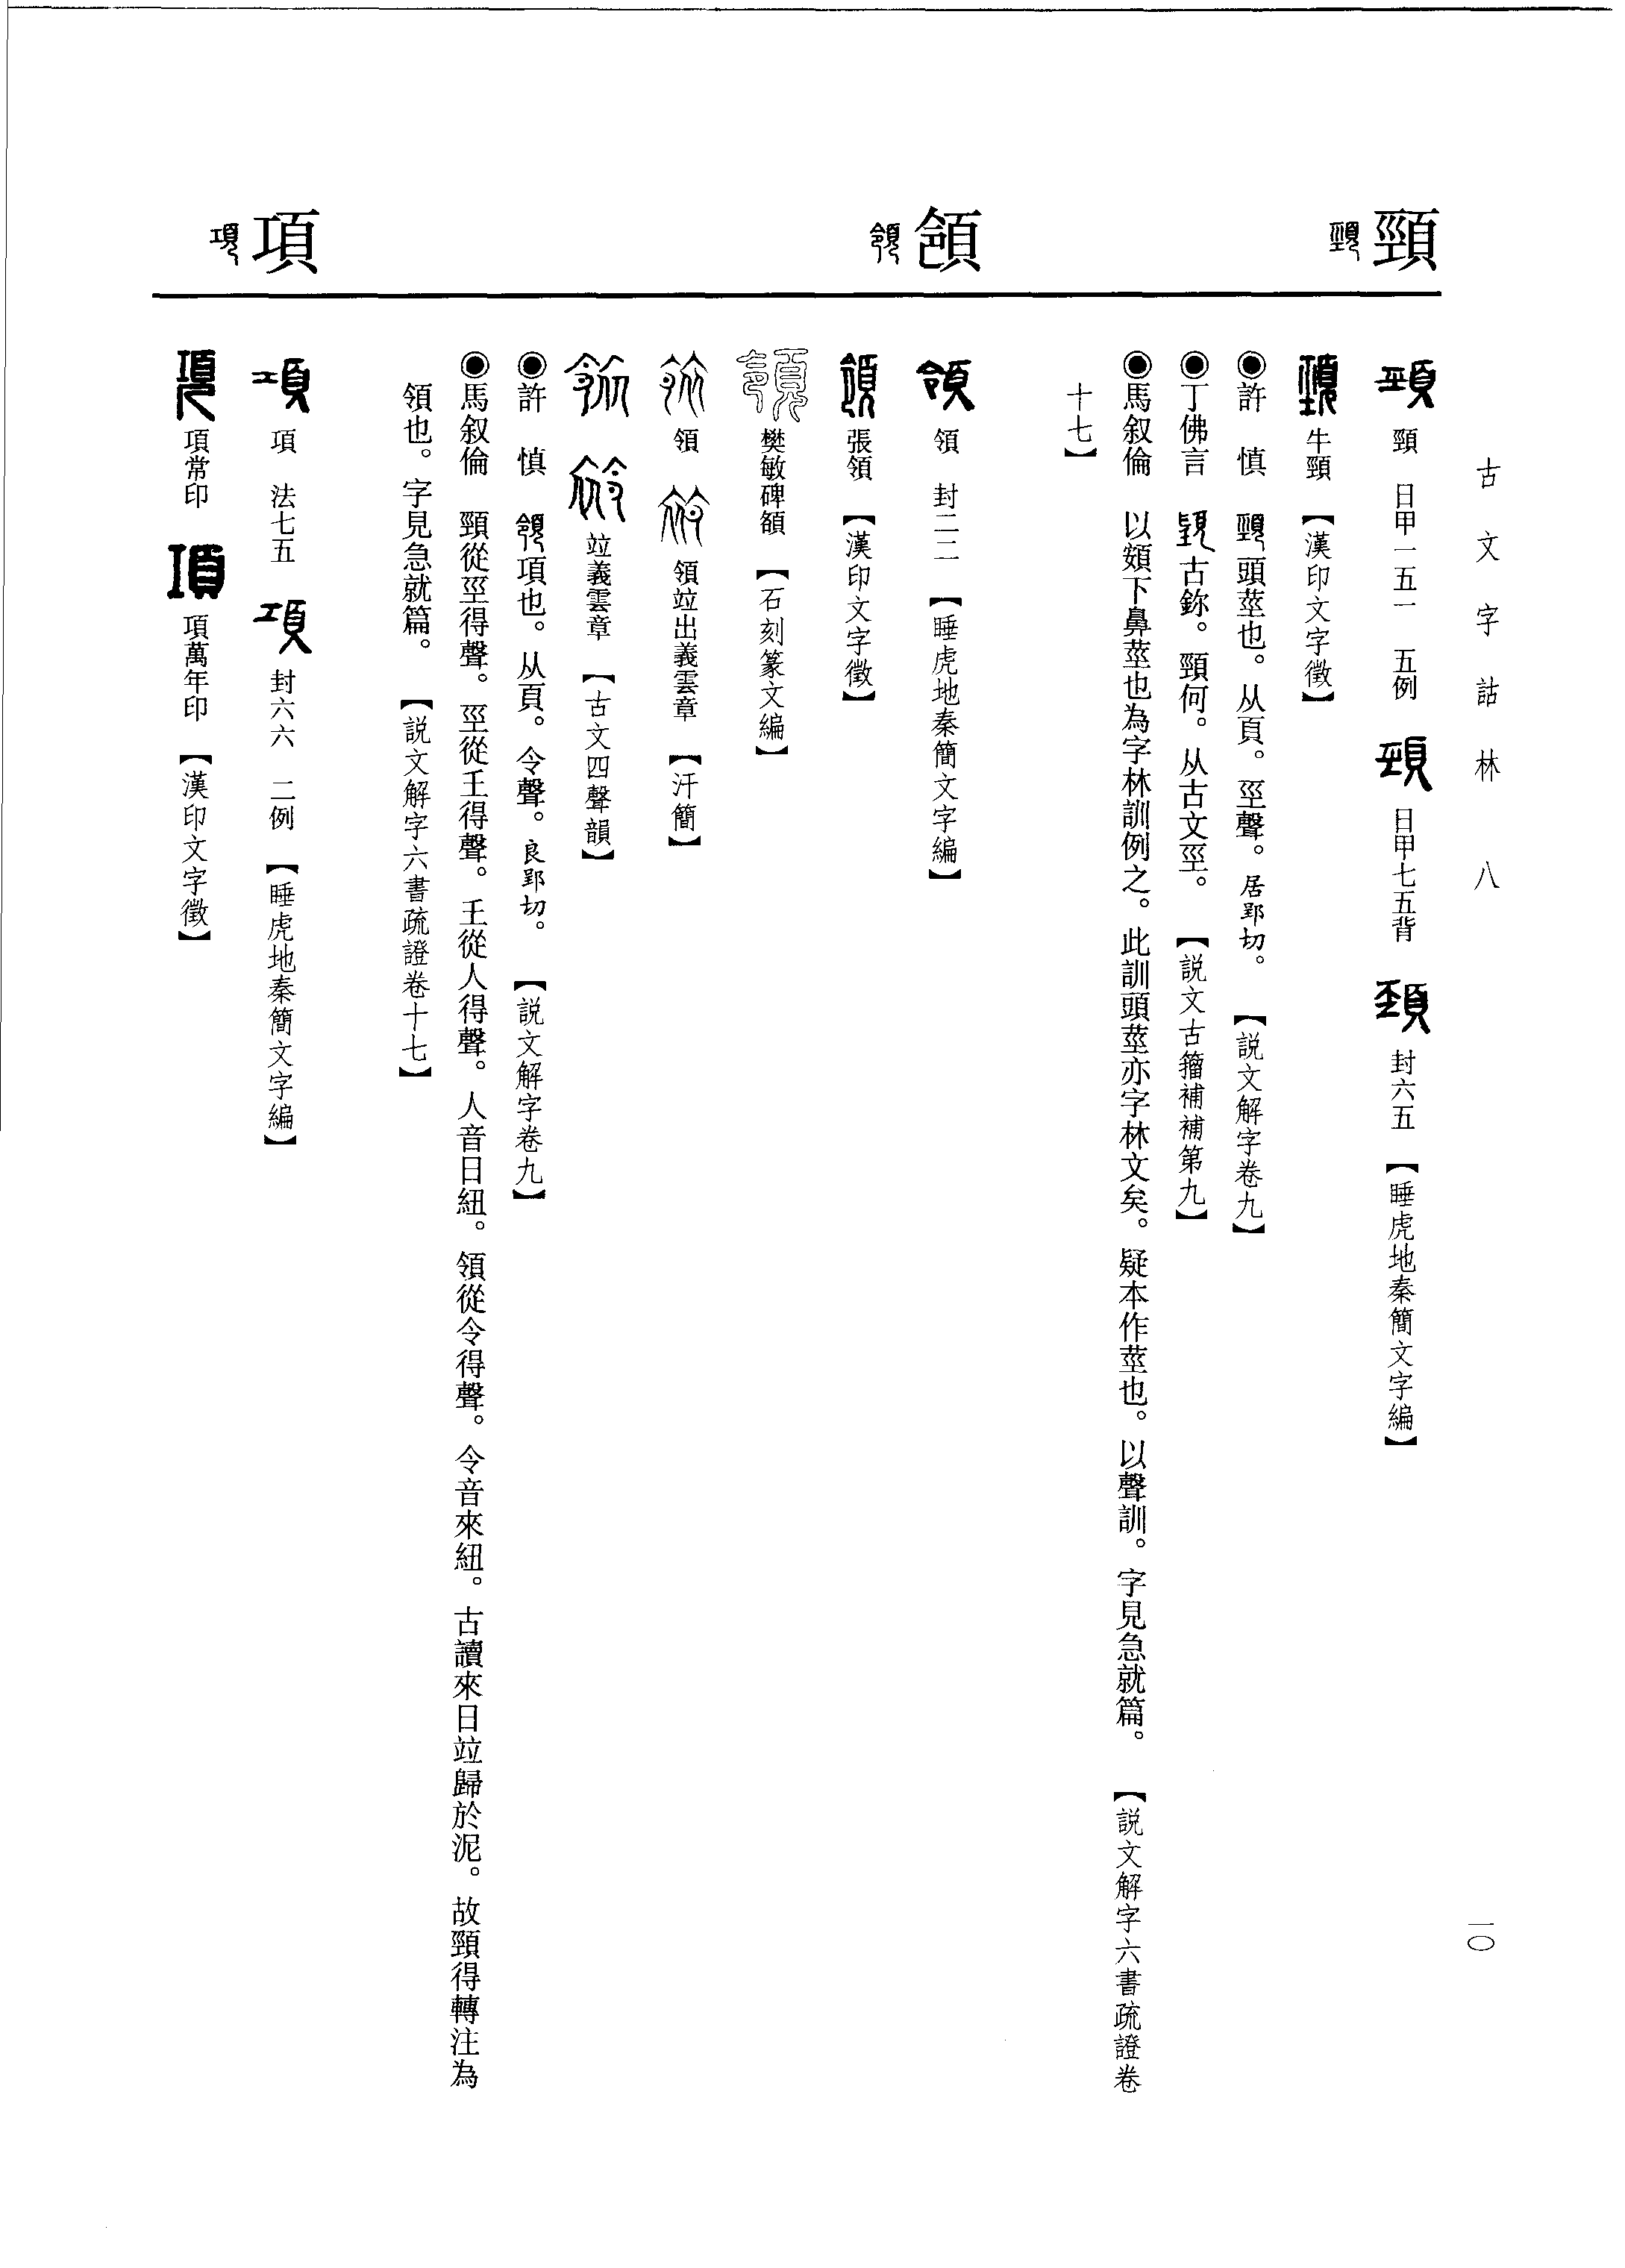 古文字詁林 八
一〇
頸
頸 日甲一五一 五例 日甲七五背 封六五 【睡虎地秦簡文字編】
牛頸 【漢印文字徵】
◉許 慎 頭莖也。从頁。巠聲。居郢切。 【説文解字卷九】
◉丁佛言 古鉨。頸何。从古文巠。 【説文古籀補補第九】
◉馬叙倫 以頞下鼻莖也為字林訓例之。此訓頭莖亦字林文矣。疑本作莖也。以聲訓。字見急就篇。 【説文解字六書疏證卷
十七】
領
領 封二二 【睡虎地秦簡文字編】
張領 【漢印文字徵】
樊敏碑領 【石刻篆文編】
領 領竝出義雲章 【汗簡】
竝義雲章 【古文四聲韻】
◉許 慎 項也。从頁。令聲。良郢切。 【説文解字卷九】
◉馬叙倫 頸從巠得聲。巠從𡈼得聲。𡈼從人得聲。人音日紐。領從令得聲。令音來紐。古讀來日竝歸於泥。故頸得轉注為
領也。字見急就篇。 【説文解字六書疏證卷十七】
項
項 法七五 封六六 二例 【睡虎地秦簡文字編】
項常印 項萬年印 【漢印文字徵】